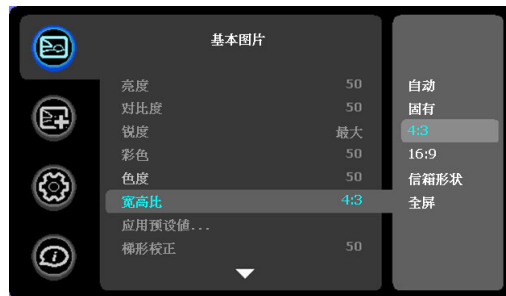 基本图片
亮度 50
对比度 50
锐度 最大
彩色 50
色度 50
宽高比 4:3
应用预设值...
梯形校正 50
自动
固有
4:3
16:9
信箱形状
全屏